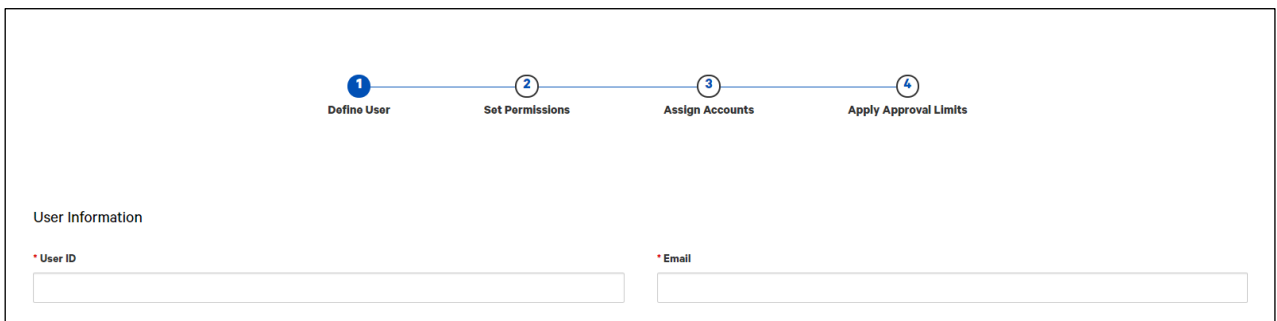 1 2 3 4
Define User Set Permissions Assign Accounts Apply Approval Limits
User Information
* User ID * Email